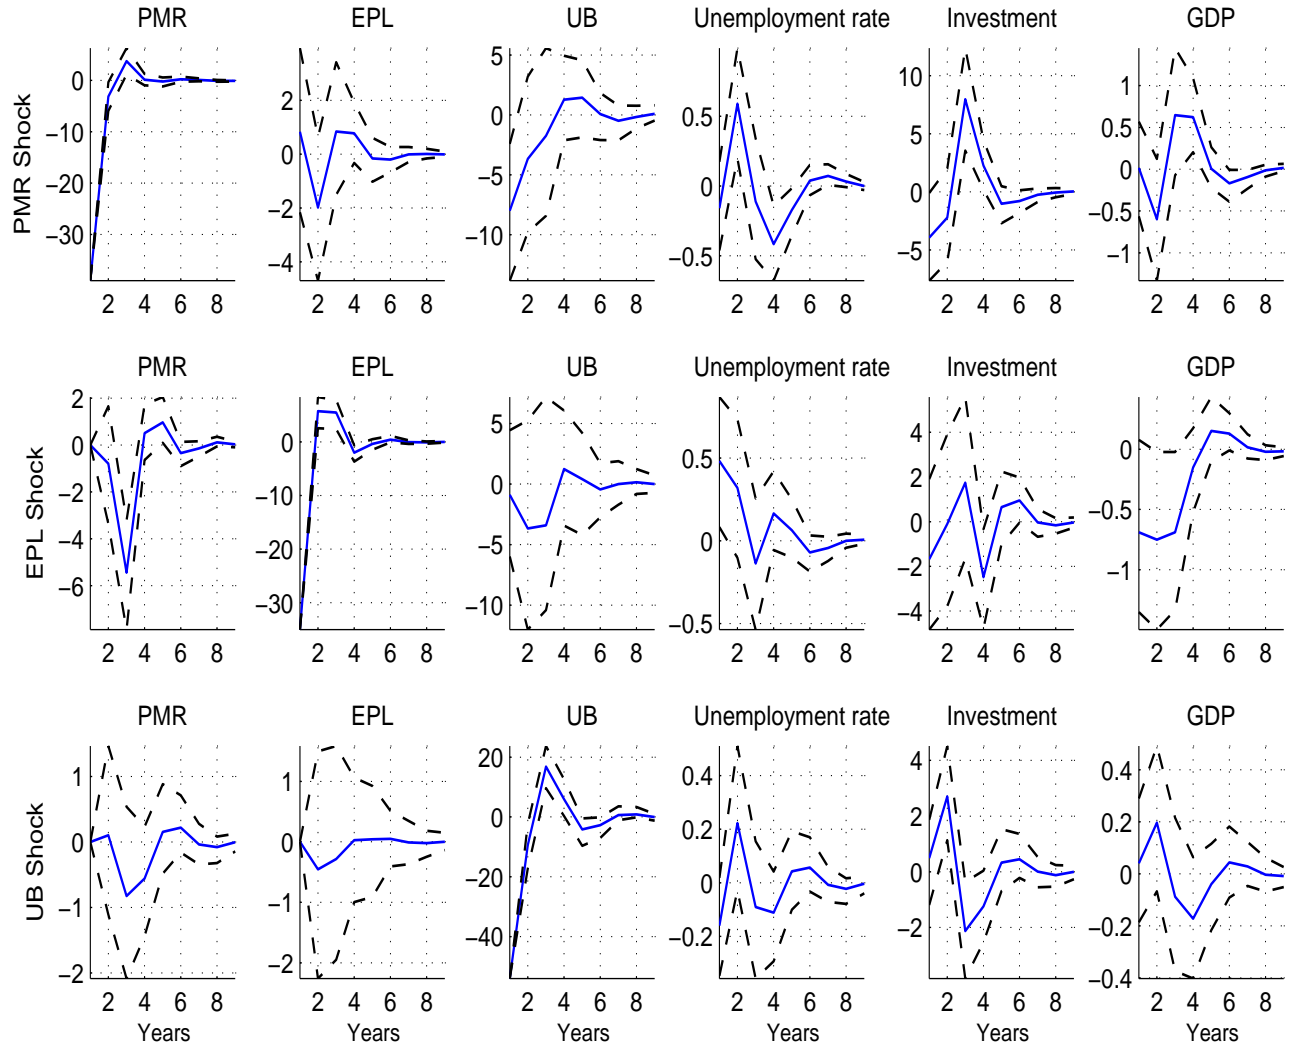 PMR EPL UB Unemployment rate Investment GDP
PMR Shock
0 −10 −20 −30
2 0 −2 −4
5 0 −5 −10
0.5 0 −0.5
10 5 0 −5
1 0.5 0 −0.5 −1
2 4 6 8 2 4 6 8 2 4 6 8 2 4 6 8 2 4 6 8 2 4 6 8
PMR EPL UB Unemployment rate Investment GDP
EPL Shock
2 0 −2 −4 −6
0 −10 −20 −30
5 0 −5 −10
0.5 0 −0.5
4 2 0 −2 −4
0 −0.5 −1
2 4 6 8 2 4 6 8 2 4 6 8 2 4 6 8 2 4 6 8 2 4 6 8
PMR EPL UB Unemployment rate Investment GDP
UB Shock
1 0 −1 −2
1 0 −1 −2
20 0 −20 −40
0.4 0.2 0 −0.2
4 2 0 −2
0.4 0.2 0 −0.2 −0.4
2 4 6 8 2 4 6 8 2 4 6 8 2 4 6 8 2 4 6 8 2 4 6 8
Years Years Years Years Years Years